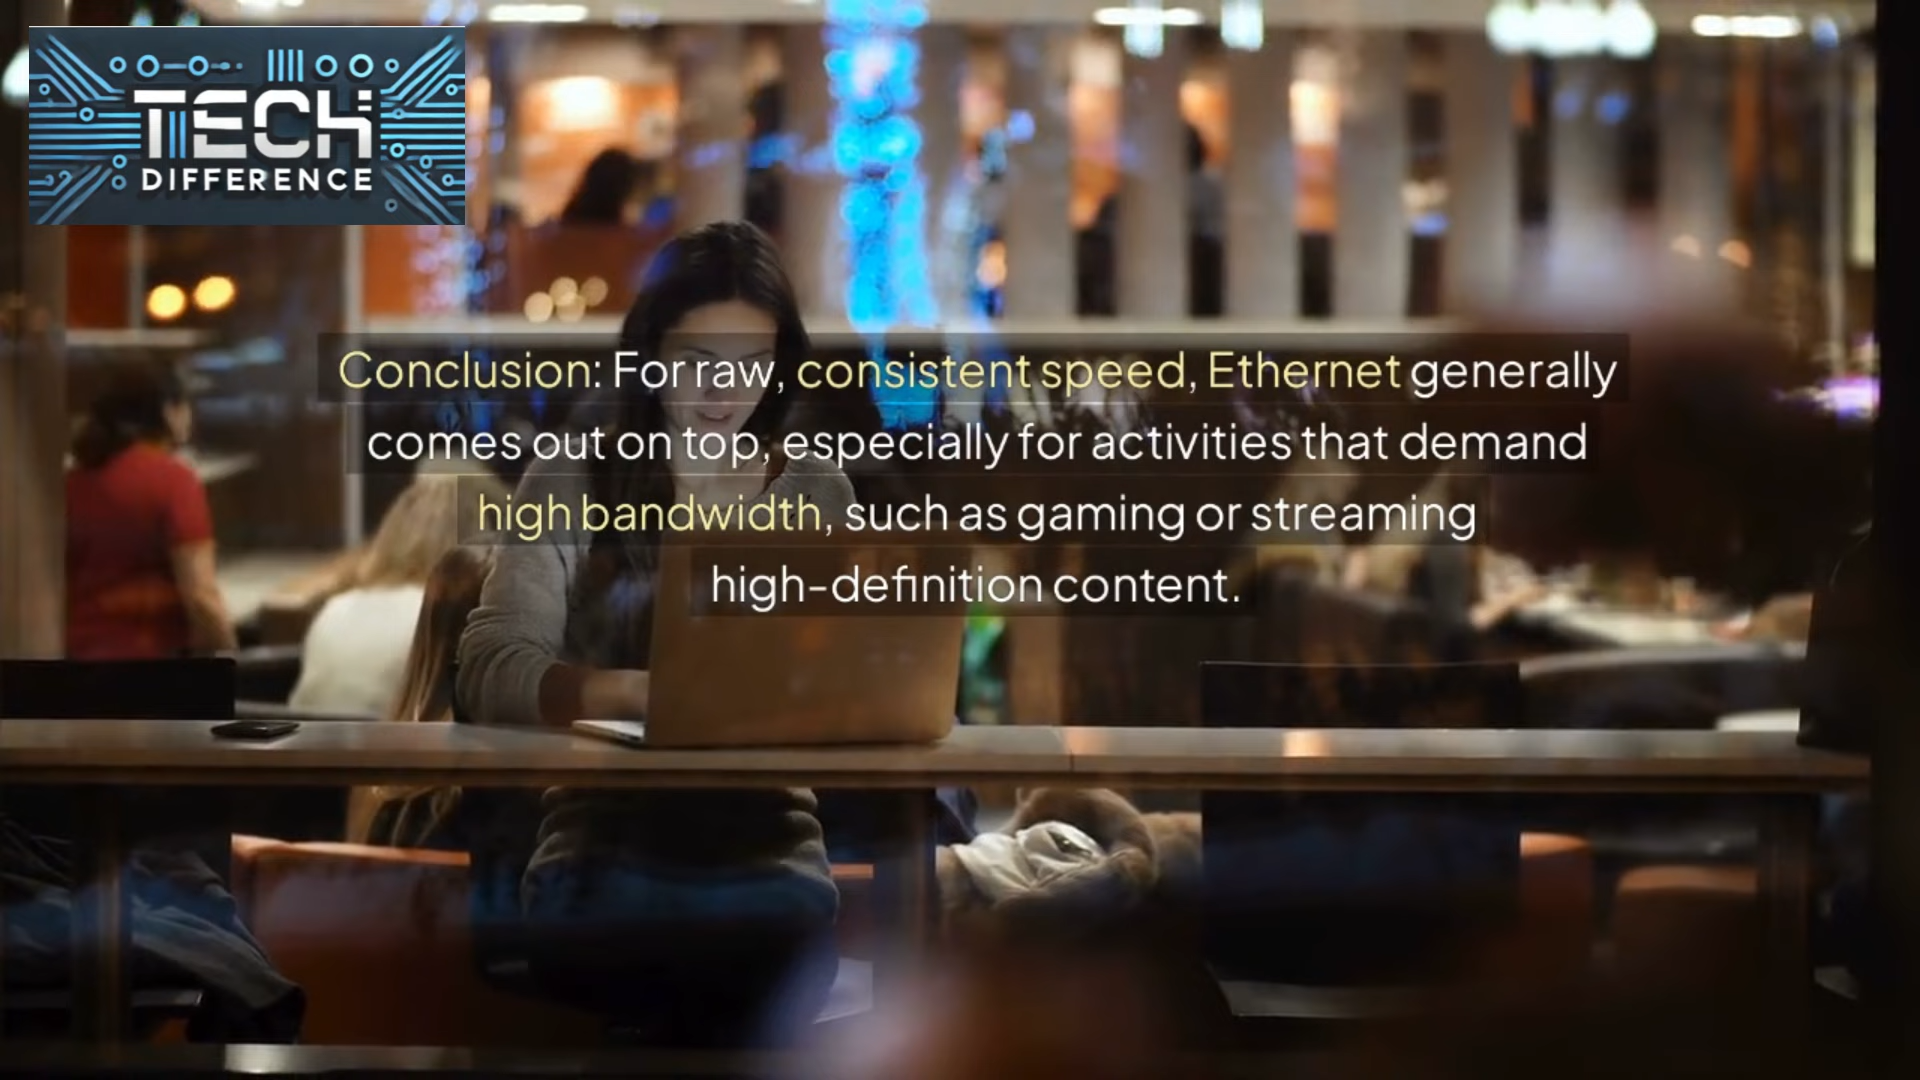 TECH
DIFFERENCE
Conclusion: For raw, consistent speed, Ethernet generally
comes out on top, especially for activities that demand
high bandwidth, such as gaming or streaming
high-definition content.